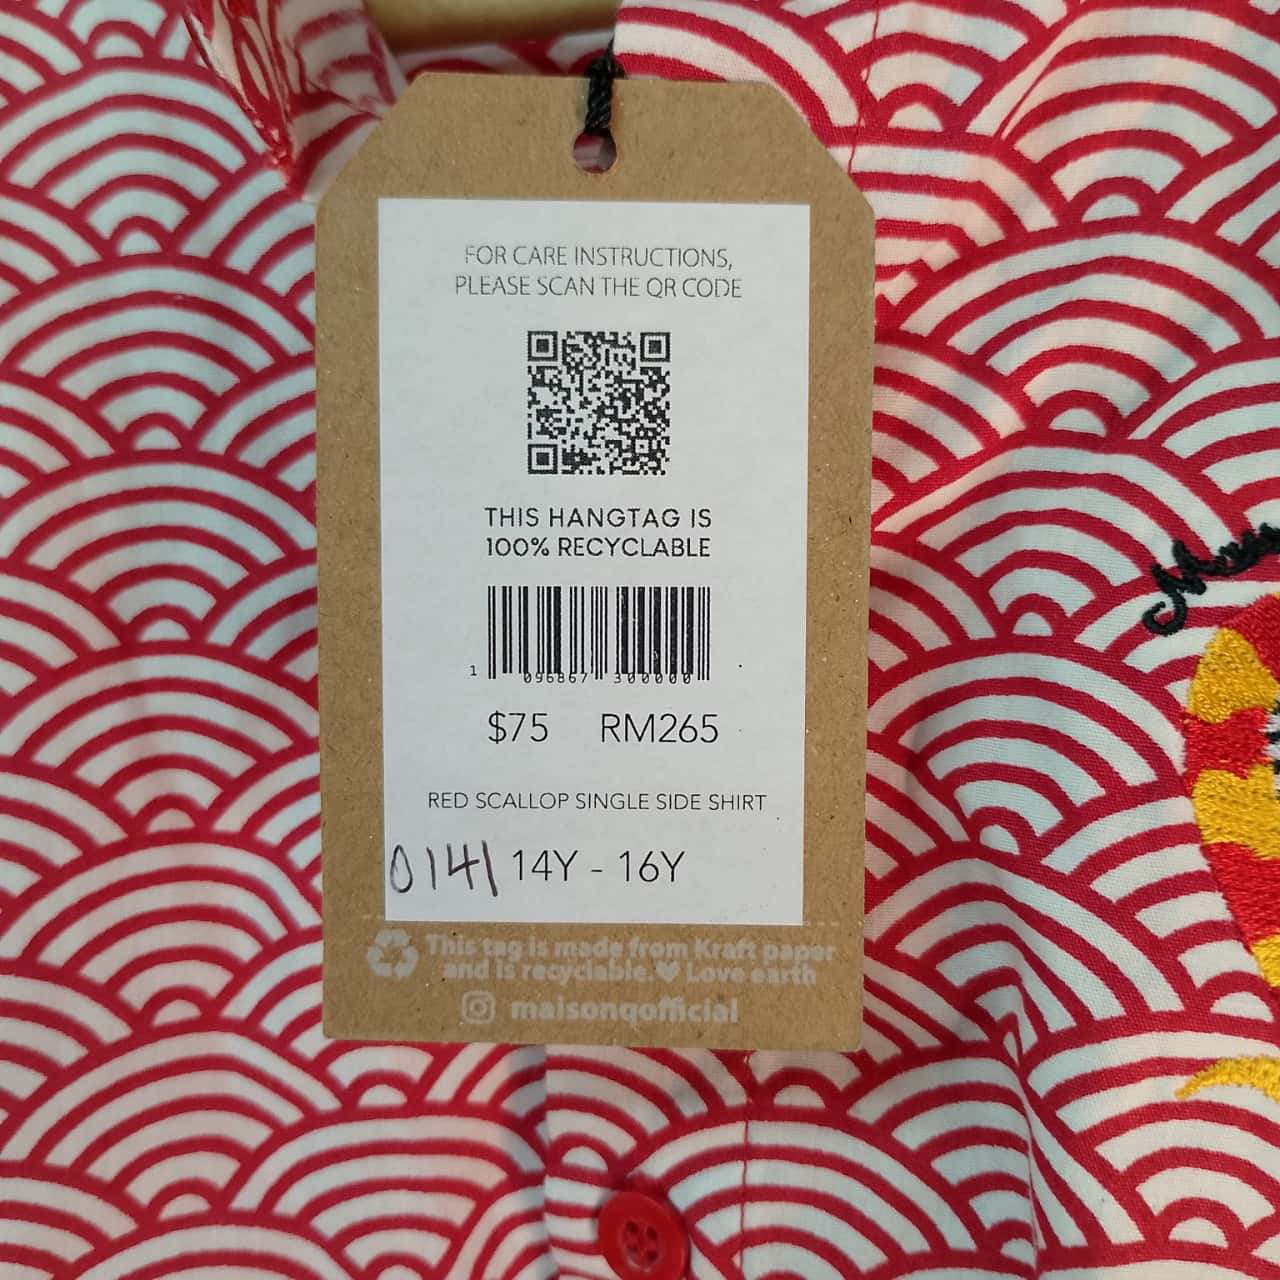 FOR CARE INSTRUCTIONS,
PLEASE SCAN THE QR CODE
THIS HANGTAG IS
100% RECYCLABLE
1 096867 300000
$75 RM265
RED SCALLOP SINGLE SIDE SHIRT
0141 14Y - 16Y
This tag is made from Kraft paper
and is recyclable. ♥ Love earth
maisonqofficial